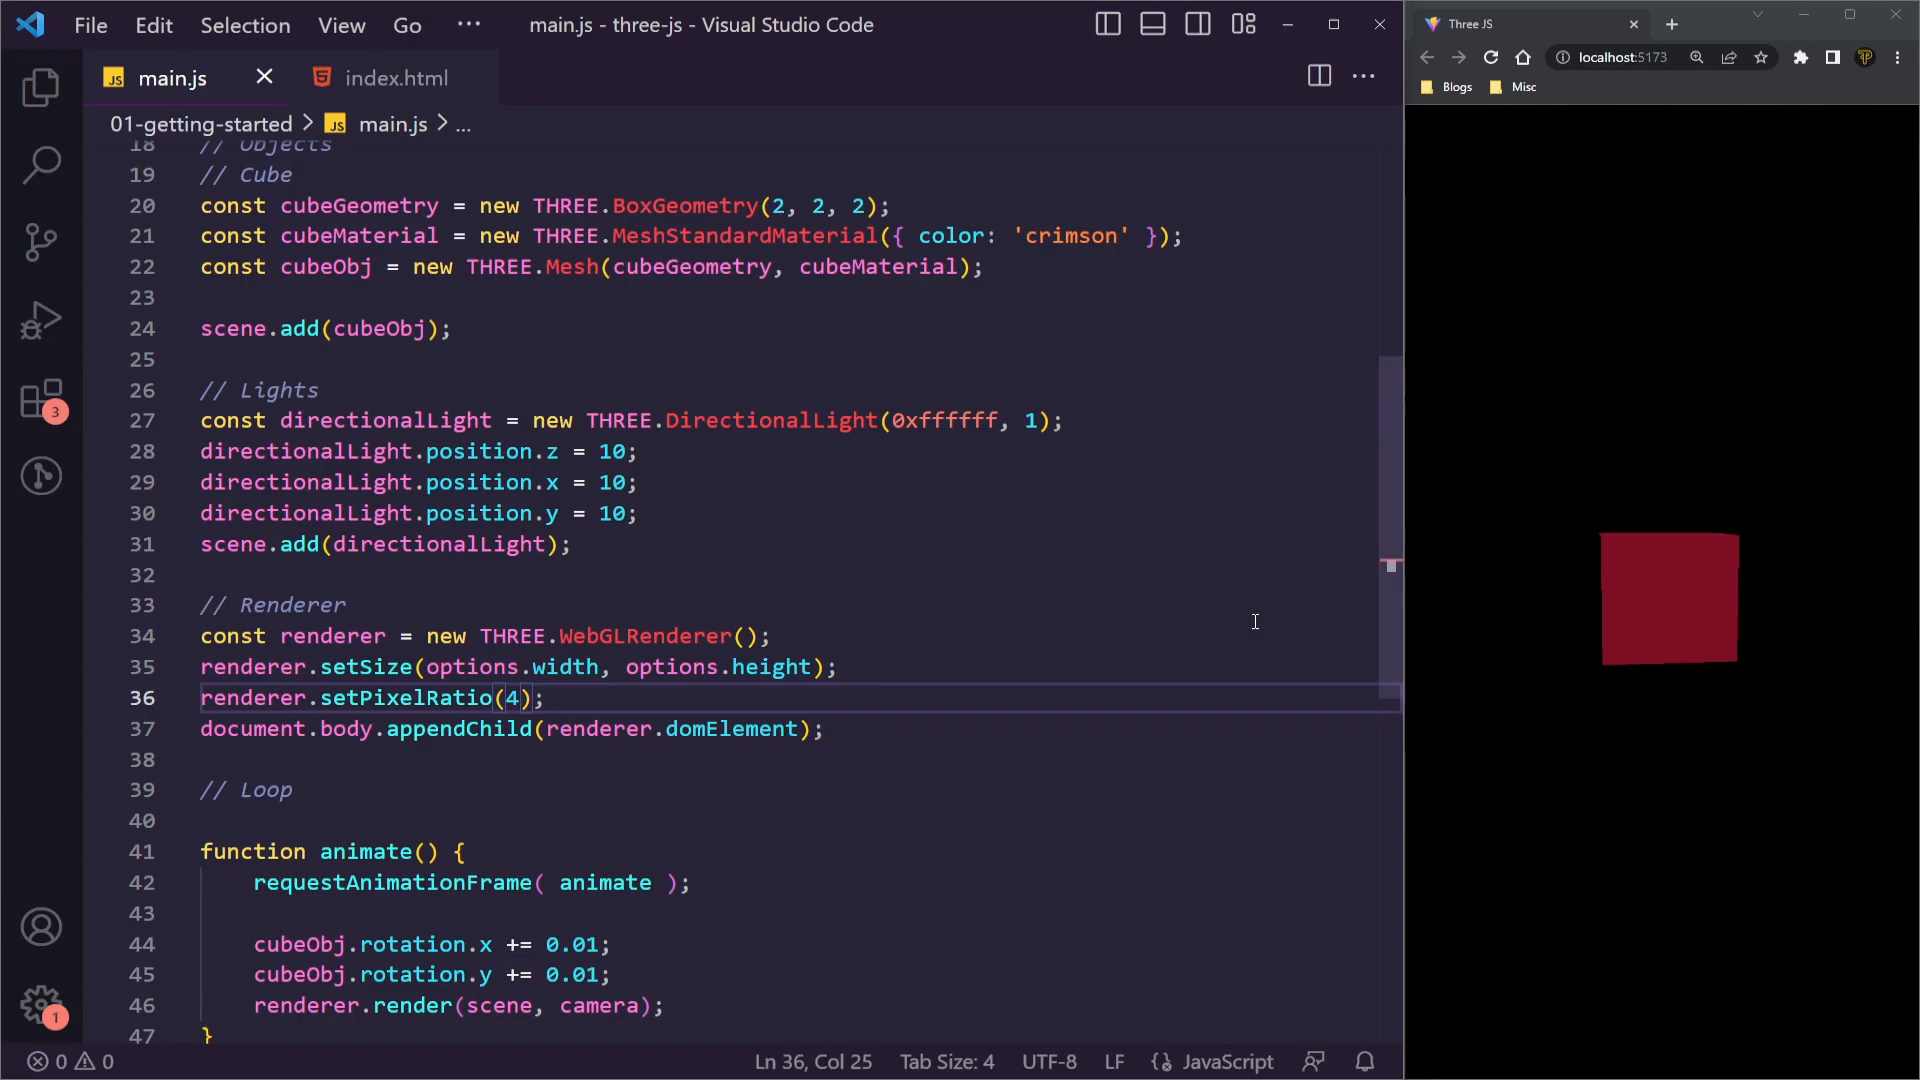 File Edit Selection View Go ··· main.js - three-js - Visual Studio Code
JS main.js index.html
01-getting-started > JS main.js > ...
18 // Objects
19 // Cube
20 const cubeGeometry = new THREE.BoxGeometry(2, 2, 2);
21 const cubeMaterial = new THREE.MeshStandardMaterial({ color: 'crimson' });
22 const cubeObj = new THREE.Mesh(cubeGeometry, cubeMaterial);
23
24 scene.add(cubeObj);
25
26 // Lights
27 const directionalLight = new THREE.DirectionalLight(0xffffff, 1);
28 directionalLight.position.z = 10;
29 directionalLight.position.x = 10;
30 directionalLight.position.y = 10;
31 scene.add(directionalLight);
32
33 // Renderer
34 const renderer = new THREE.WebGLRenderer();
35 renderer.setSize(options.width, options.height);
36 renderer.setPixelRatio(4);
37 document.body.appendChild(renderer.domElement);
38
39 // Loop
40
41 function animate() {
42 requestAnimationFrame( animate );
43
44 cubeObj.rotation.x += 0.01;
45 cubeObj.rotation.y += 0.01;
46 renderer.render(scene, camera);
47 }
3
1
0 0 Ln 36, Col 25 Tab Size: 4 UTF-8 LF JavaScript
Three JS
localhost:5173
Blogs Misc